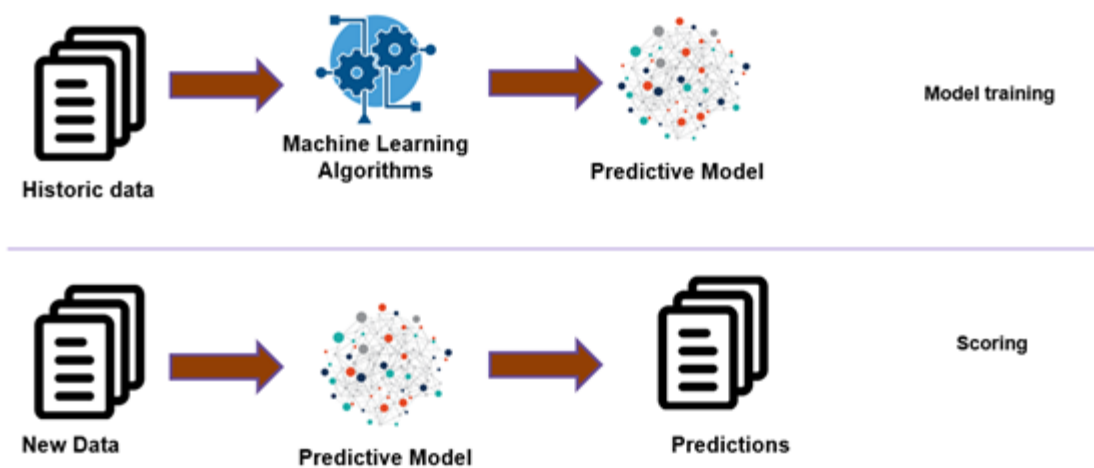 Historic data
Machine Learning
Algorithms
Predictive Model
Model training
New Data
Predictive Model
Predictions
Scoring